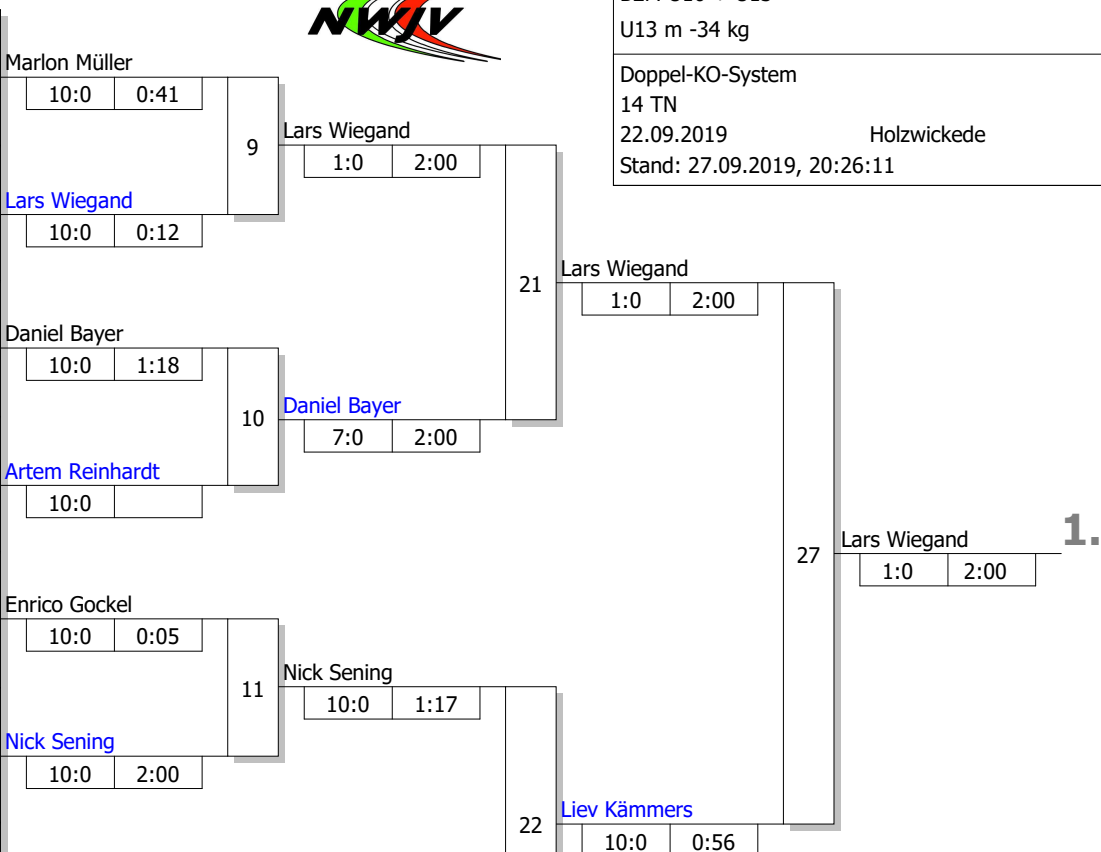 NWJV
U13 m -34 kg
Doppel-KO-System
14 TN
22.09.2019 Holzwickede
Stand: 27.09.2019, 20:26:11
Marlon Müller
10:0 0:41
9
Lars Wiegand
1:0 2:00
Lars Wiegand
10:0 0:12
21
Lars Wiegand
1:0 2:00
Daniel Bayer
10:0 1:18
10
Daniel Bayer
7:0 2:00
Artem Reinhardt
10:0
27
Lars Wiegand
1:0 2:00
1.
Enrico Gockel
10:0 0:05
11
Nick Sening
10:0 1:17
Nick Sening
10:0 2:00
22
Liev Kämmers
10:0 0:56